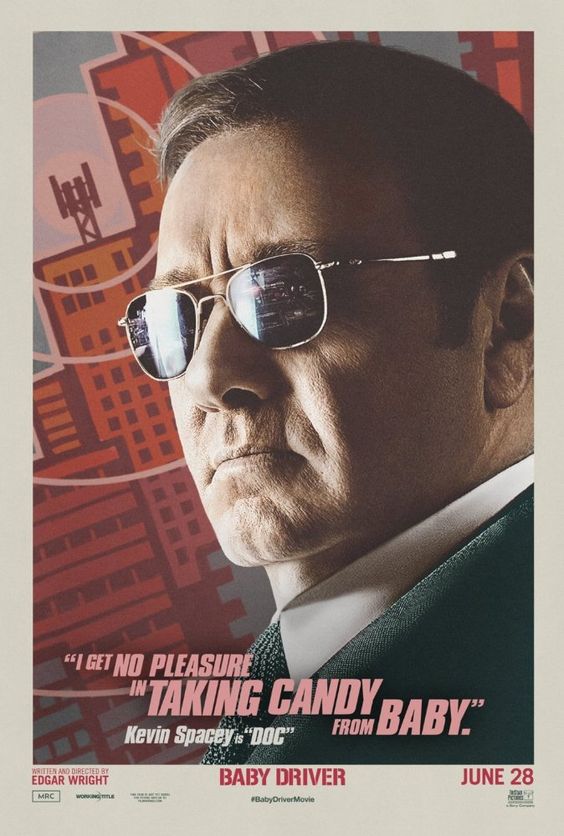 "I GET NO PLEASURE
IN TAKING CANDY
FROM BABY."
Kevin Spacey is "DOC"
WRITTEN AND DIRECTED BY
EDGAR WRIGHT
BABY DRIVER
JUNE 28
MRC
WORKING TITLE
#BabyDriverMovie